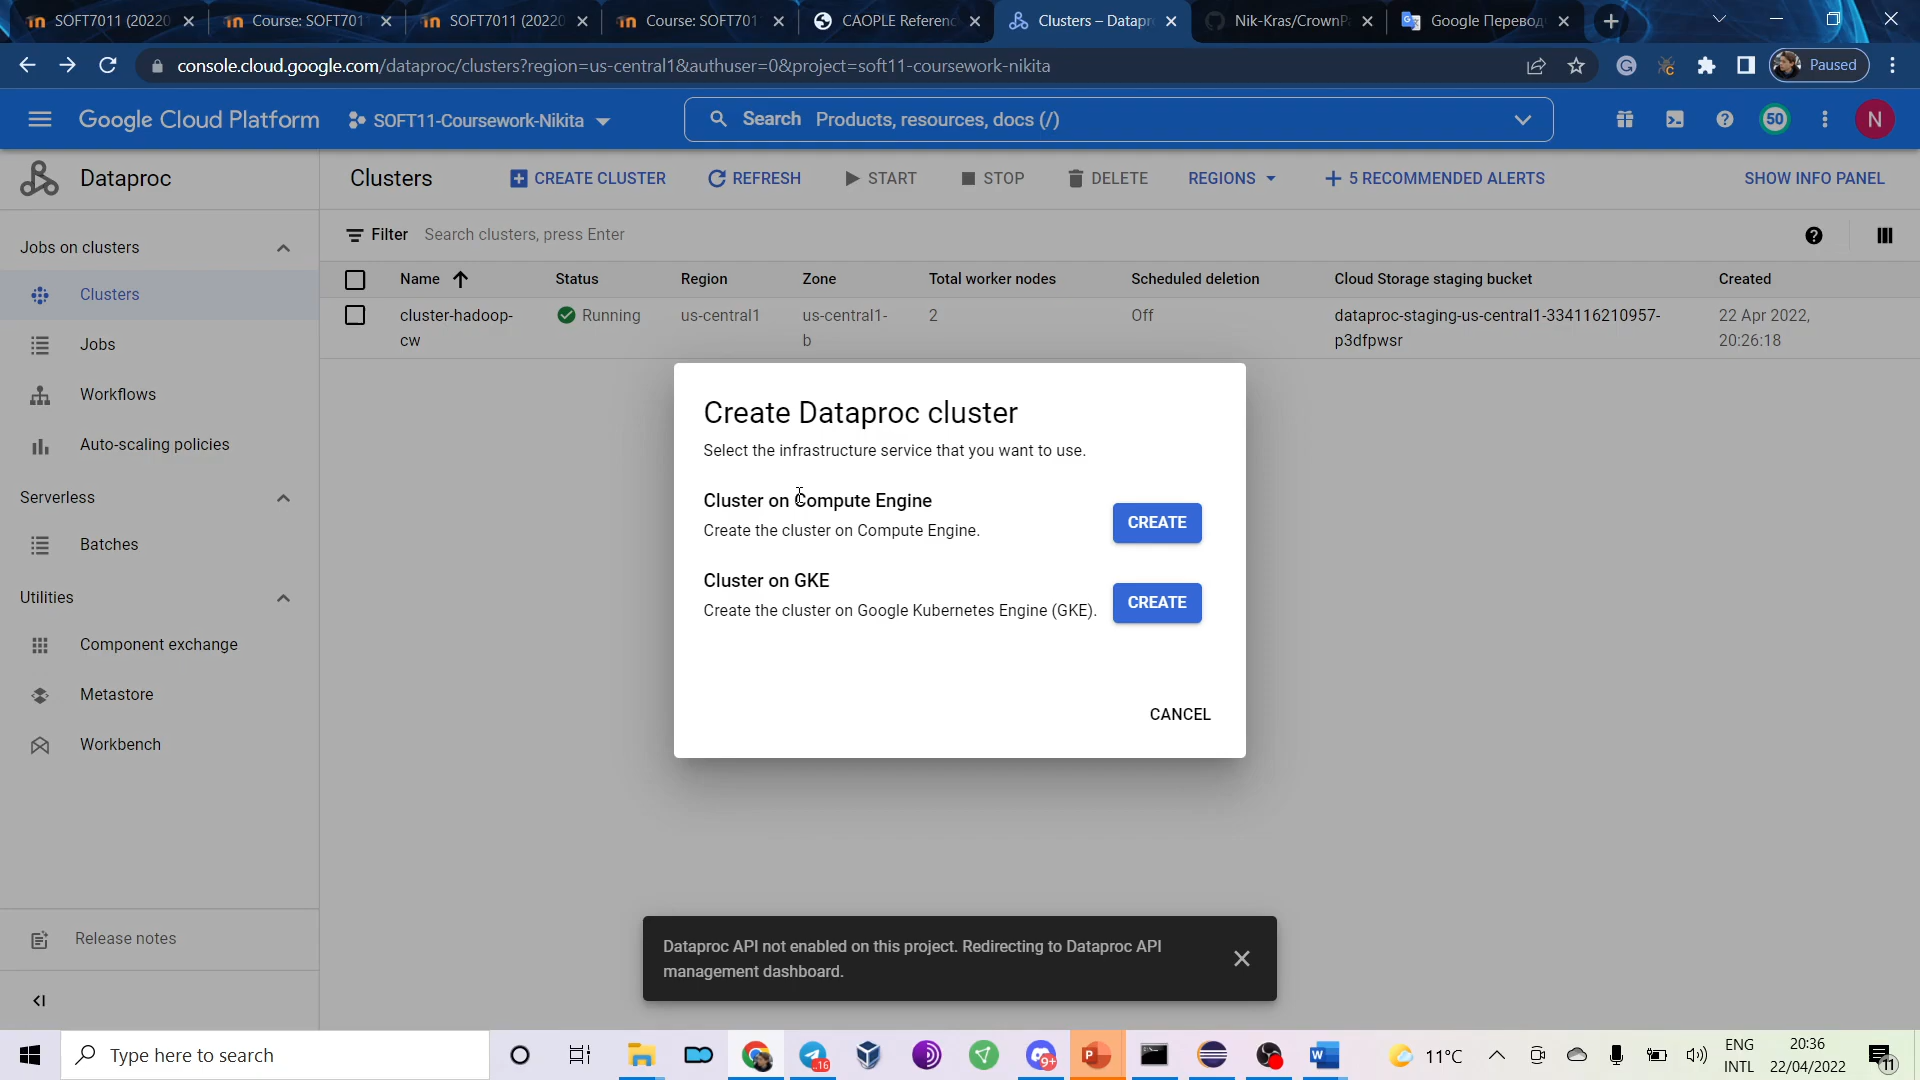 SOFT7011 (20220
Course: SOFT701
SOFT7011 (20220
Course: SOFT701
CAOPLE Referenc
Clusters – Datapr
Nik-Kras/CrownP
Google Перевод
console.cloud.google.com/dataproc/clusters?region=us-central1&authuser=0&project=soft11-coursework-nikita
Paused
Google Cloud Platform
SOFT11-Coursework-Nikita
Search Products, resources, docs (/)
50
N
Dataproc
Clusters
CREATE CLUSTER
REFRESH
START
STOP
DELETE
REGIONS
5 RECOMMENDED ALERTS
SHOW INFO PANEL
Jobs on clusters
Clusters
Jobs
Workflows
Auto-scaling policies
Serverless
Batches
Utilities
Component exchange
Metastore
Workbench
Release notes
Filter Search clusters, press Enter
Name Status Region Zone Total worker nodes Scheduled deletion Cloud Storage staging bucket Created
cluster-hadoop- Running us-central1 us-central1- 2 Off dataproc-staging-us-central1-334116210957- 22 Apr 2022,
cw b p3dfpwsr 20:26:18
Create Dataproc cluster
Select the infrastructure service that you want to use.
Cluster on Compute Engine
Create the cluster on Compute Engine.
CREATE
Cluster on GKE
Create the cluster on Google Kubernetes Engine (GKE).
CREATE
CANCEL
Dataproc API not enabled on this project. Redirecting to Dataproc API
management dashboard.
Type here to search
..16
9+
11°C
ENG
INTL
20:36
22/04/2022
11